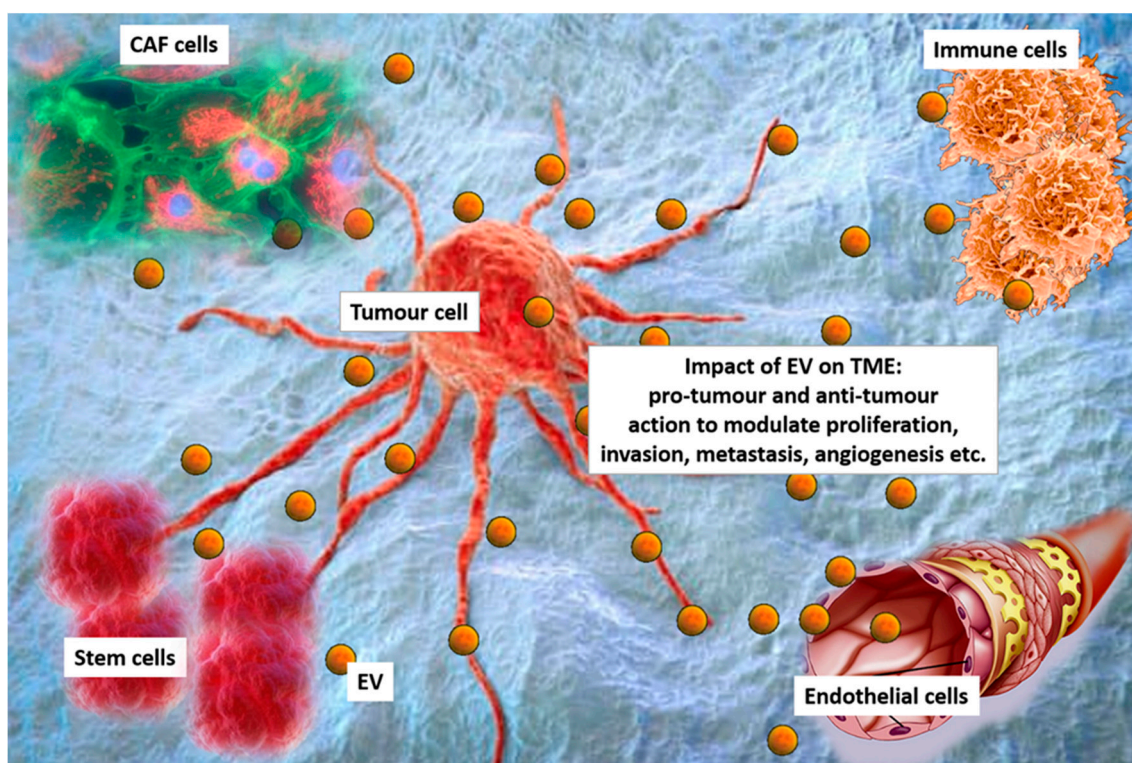 CAF cells
Immune cells
Tumour cell
Impact of EV on TME:
pro-tumour and anti-tumour
action to modulate proliferation,
invasion, metastasis, angiogenesis etc.
Stem cells
EV
Endothelial cells